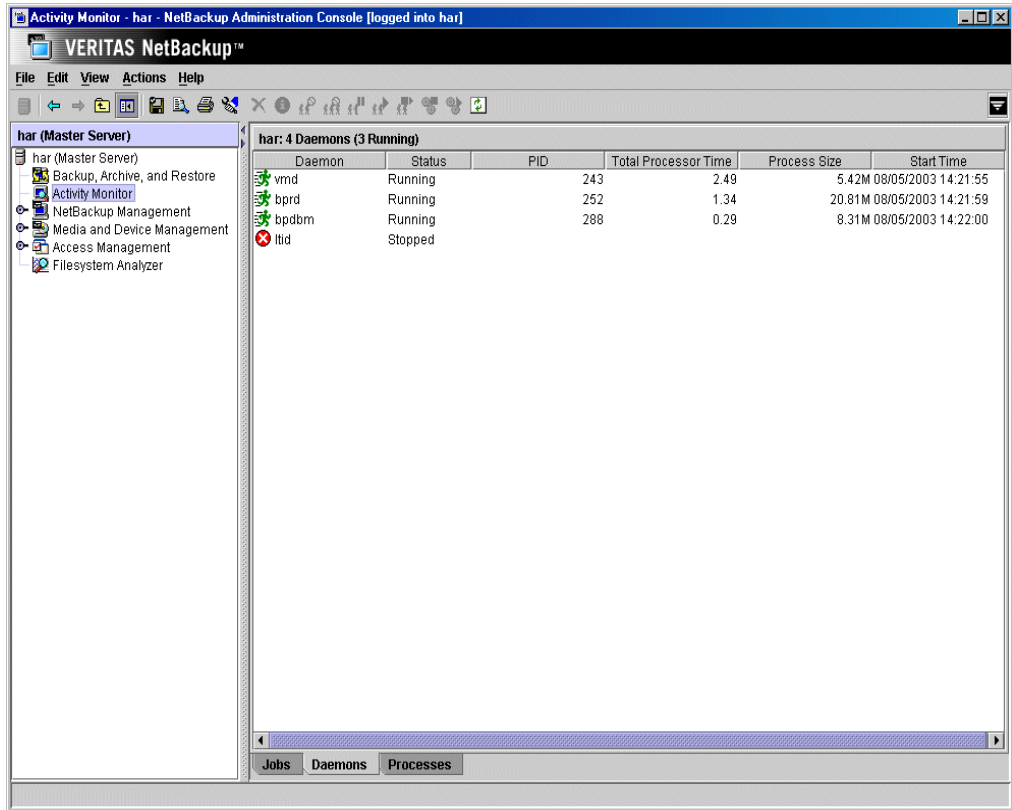 Activity Monitor - har - NetBackup Administration Console [logged into har]
VERITAS NetBackup™
File Edit View Actions Help
har (Master Server)
har (Master Server)
Backup, Archive, and Restore
Activity Monitor
NetBackup Management
Media and Device Management
Access Management
Filesystem Analyzer
har: 4 Daemons (3 Running)
Daemon Status PID Total Processor Time Process Size Start Time
vmd Running 243 2.49 5.42M 08/05/2003 14:21:55
bprd Running 252 1.34 20.81M 08/05/2003 14:21:59
bpdbm Running 288 0.29 8.31M 08/05/2003 14:22:00
ltid Stopped
Jobs Daemons Processes